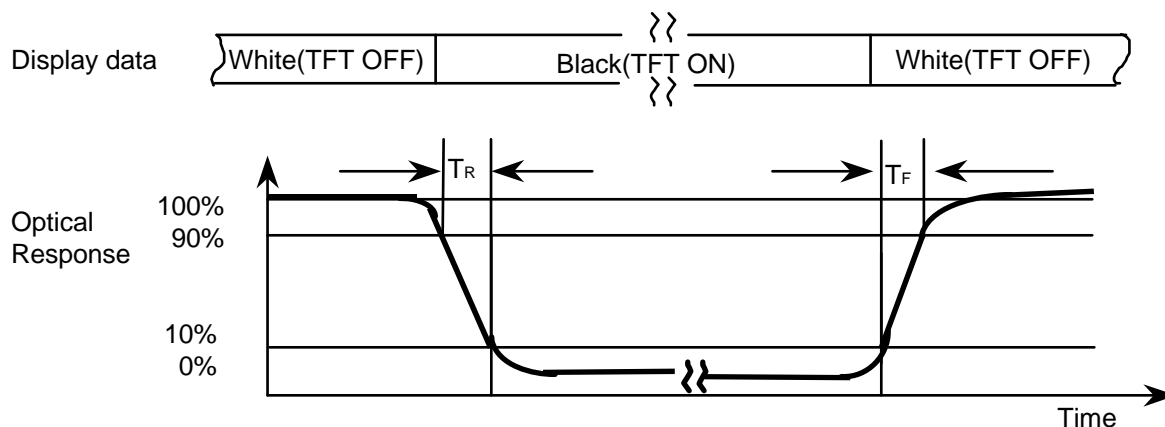 Display data
White(TFT OFF)
Black(TFT ON)
White(TFT OFF)
TR
TF
Optical
Response
100%
90%
10%
0%
Time